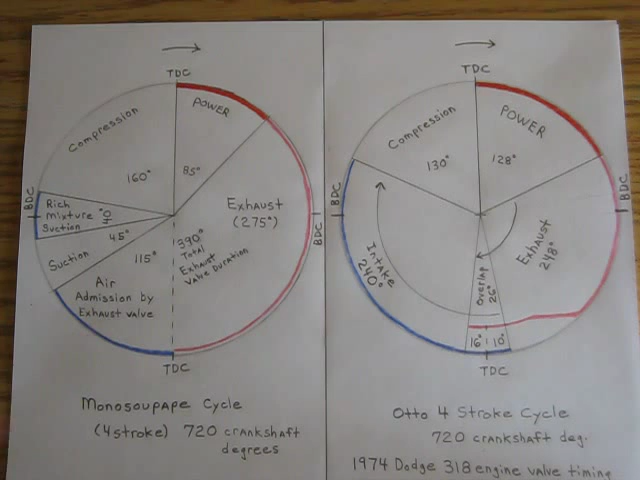 TDC
POWER
85°
Compression
160°
BDC
Rich
mixture
Suction
40°
45°
Suction
115°
Air
Admission by
Exhaust valve
390°
Total
Exhaust
Valve Duration
Exhaust
(275°)
BDC
TDC
Monosoupape Cycle
(4 stroke) 720 crankshaft
degrees
TDC
POWER
128°
Compression
130°
BDC
Intake
240°
Overlap
26°
Exhaust
248°
BDC
16° 10°
TDC
Otto 4 Stroke Cycle
720 crankshaft deg.
1974 Dodge 318 engine valve timing